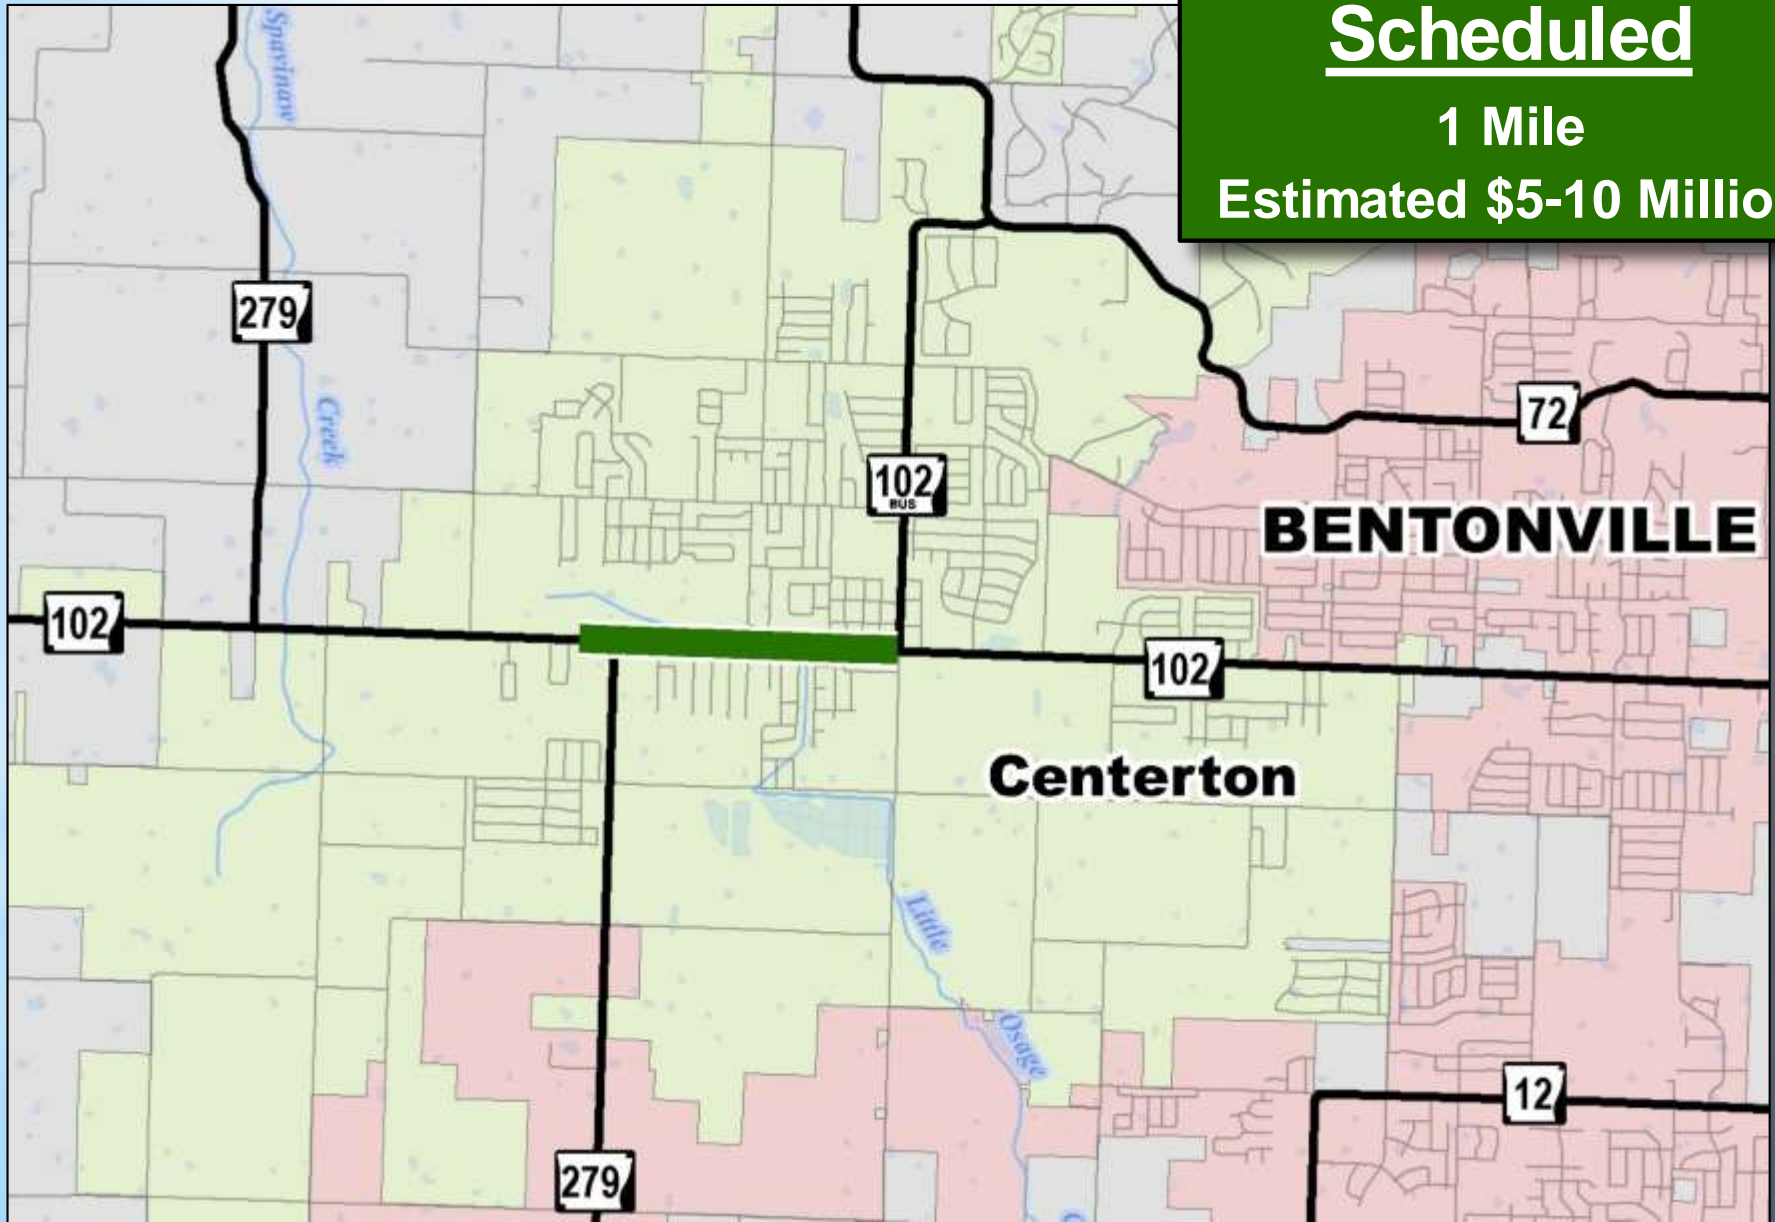 Scheduled
1 Mile
Estimated $5-10 Millio
Spavinaw
279
Creek
72
102
BUS
BENTONVILLE
102
102
Centerton
Little
Osage
12
279